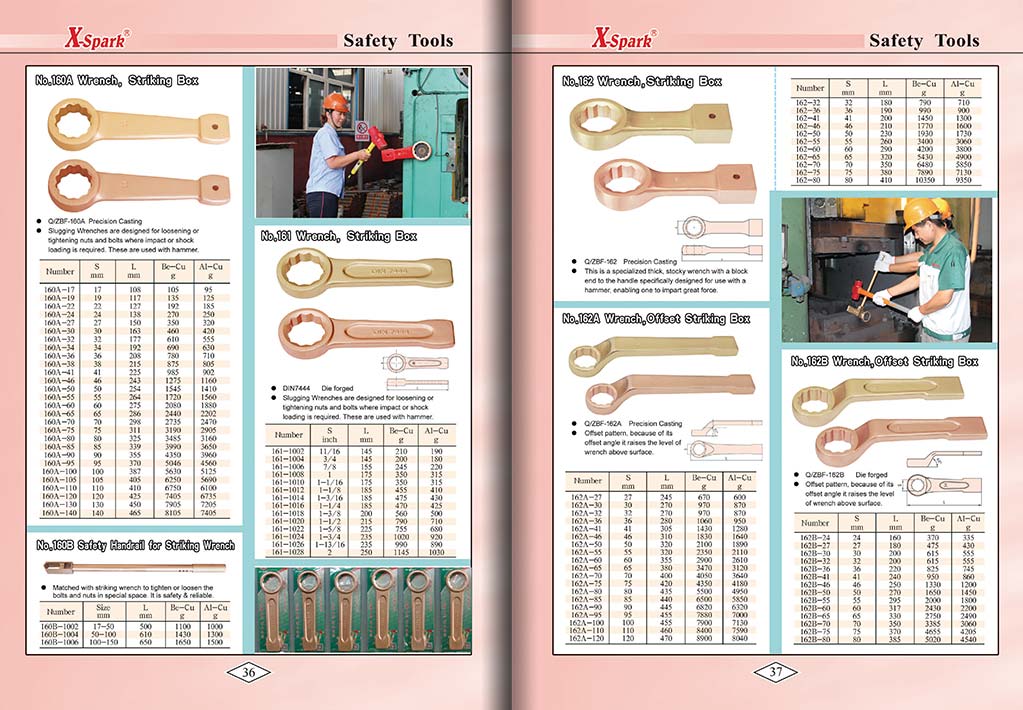 X-Spark®
Safety Tools
No.160A Wrench, Striking Box
Q/ZBF-160A Precision Casting
Slugging Wrenches are designed for loosening or
tightening nuts and bolts where impact or shock
loading is required. These are used with hammer.
Number S mm L mm Be-Cu g Al-Cu g
160A-17 17 108 105 95
160A-19 19 117 135 125
160A-22 22 127 192 185
160A-24 24 138 270 250
160A-27 27 150 350 320
160A-30 30 163 460 420
160A-32 32 177 610 555
160A-34 34 192 690 630
160A-36 36 208 780 710
160A-38 38 215 875 805
160A-41 41 225 985 902
160A-46 46 243 1275 1160
160A-50 50 254 1545 1410
160A-55 55 264 1720 1560
160A-60 60 275 2080 1880
160A-65 65 286 2440 2202
160A-70 70 298 2735 2470
160A-75 75 311 3190 2905
160A-80 80 325 3485 3160
160A-85 85 339 3990 3650
160A-90 90 355 4350 3960
160A-95 95 370 5046 4560
160A-100 100 387 5630 5125
160A-105 105 405 6250 5690
160A-110 110 410 6750 6100
160A-120 120 425 7405 6735
160A-130 130 450 7905 7205
160A-140 140 465 8105 7405
No.160B Safety Handrail for Striking Wrench
Matched with striking wrench to tighten or loosen the
bolts and nuts in special space. It is safety & reliable.
Number Size mm L mm Be-Cu g Al-Cu g
160B-1002 17-50 500 1100 1000
160B-1004 50-100 610 1430 1300
160B-1006 100-150 650 1650 1500
No.161 Wrench, Striking Box
DIN7444
DIN7444
DIN7444 Die forged
Slugging Wrenches are designed for loosening or
tightening nuts and bolts where impact or shock
loading is required. These are used with hammer.
Number S inch L mm Be-Cu g Al-Cu g
161-1002 11/16 145 210 190
161-1004 3/4 145 200 180
161-1006 7/8 155 245 220
161-1008 1 175 350 315
161-1010 1-1/16 175 350 315
161-1012 1-1/8 185 455 410
161-1014 1-3/16 185 475 430
161-1016 1-1/4 185 470 425
161-1018 1-3/8 200 560 500
161-1020 1-1/2 215 790 710
161-1022 1-5/8 225 755 680
161-1024 1-3/4 235 1020 920
161-1026 1-13/16 235 990 890
161-1028 2 250 1145 1030
36
X-Spark®
Safety Tools
No.162 Wrench, Striking Box
Q/ZBF-162 Precision Casting
This is a specialized thick, stocky wrench with a block
end to the handle specifically designed for use with a
hammer, enabling one to impart great force.
Number S mm L mm Be-Cu g Al-Cu g
162-32 32 180 790 710
162-36 36 190 990 900
162-41 41 200 1450 1300
162-46 46 210 1770 1600
162-50 50 230 1930 1730
162-55 55 260 3400 3060
162-60 60 290 4200 3800
162-65 65 320 5430 4900
162-70 70 350 6480 5850
162-75 75 380 7890 7130
162-80 80 410 10350 9350
No.162A Wrench, Offset Striking Box
Q/ZBF-162A Precision Casting
Offset pattern, because of its
offset angle it raises the level of
wrench above surface.
Number S mm L mm Be-Cu g Al-Cu g
162A-27 27 245 670 600
162A-30 30 270 970 870
162A-32 32 270 970 870
162A-36 36 280 1060 950
162A-41 41 305 1430 1280
162A-46 46 310 1830 1640
162A-50 50 320 2100 1890
162A-55 55 320 2350 2110
162A-60 60 355 2900 2610
162A-65 65 380 3470 3120
162A-70 70 400 4050 3640
162A-75 75 420 4350 4180
162A-80 80 435 5500 4950
162A-85 85 440 6500 5850
162A-90 90 445 6820 6320
162A-95 95 455 7880 7000
162A-100 100 455 7900 7130
162A-110 110 460 8400 7590
162A-120 120 470 8900 8040
No.162B Wrench, Offset Striking Box
Q/ZBF-162B Die forged
Offset pattern, because of its
offset angle it raises the level
of wrench above surface.
Number S mm L mm Be-Cu g Al-Cu g
162B-24 24 160 370 335
162B-27 27 180 475 430
162B-30 30 200 615 555
162B-32 32 200 615 555
162B-36 36 220 825 745
162B-41 41 240 950 860
162B-46 46 250 1330 1200
162B-50 50 270 1650 1450
162B-55 55 295 2000 1800
162B-60 60 317 2430 2200
162B-65 65 330 2750 2490
162B-70 70 350 3385 3060
162B-75 75 370 4655 4205
162B-80 80 385 5020 4540
37